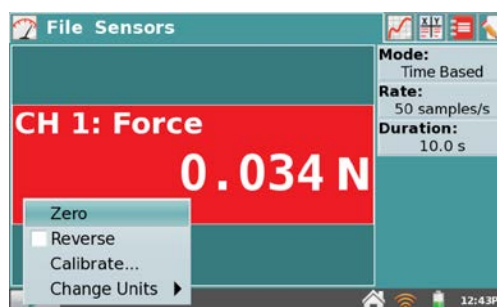 File Sensors
Mode:
Time Based
Rate:
50 samples/s
Duration:
10.0 s
CH 1: Force
0.034 N
Zero
Reverse
Calibrate...
Change Units